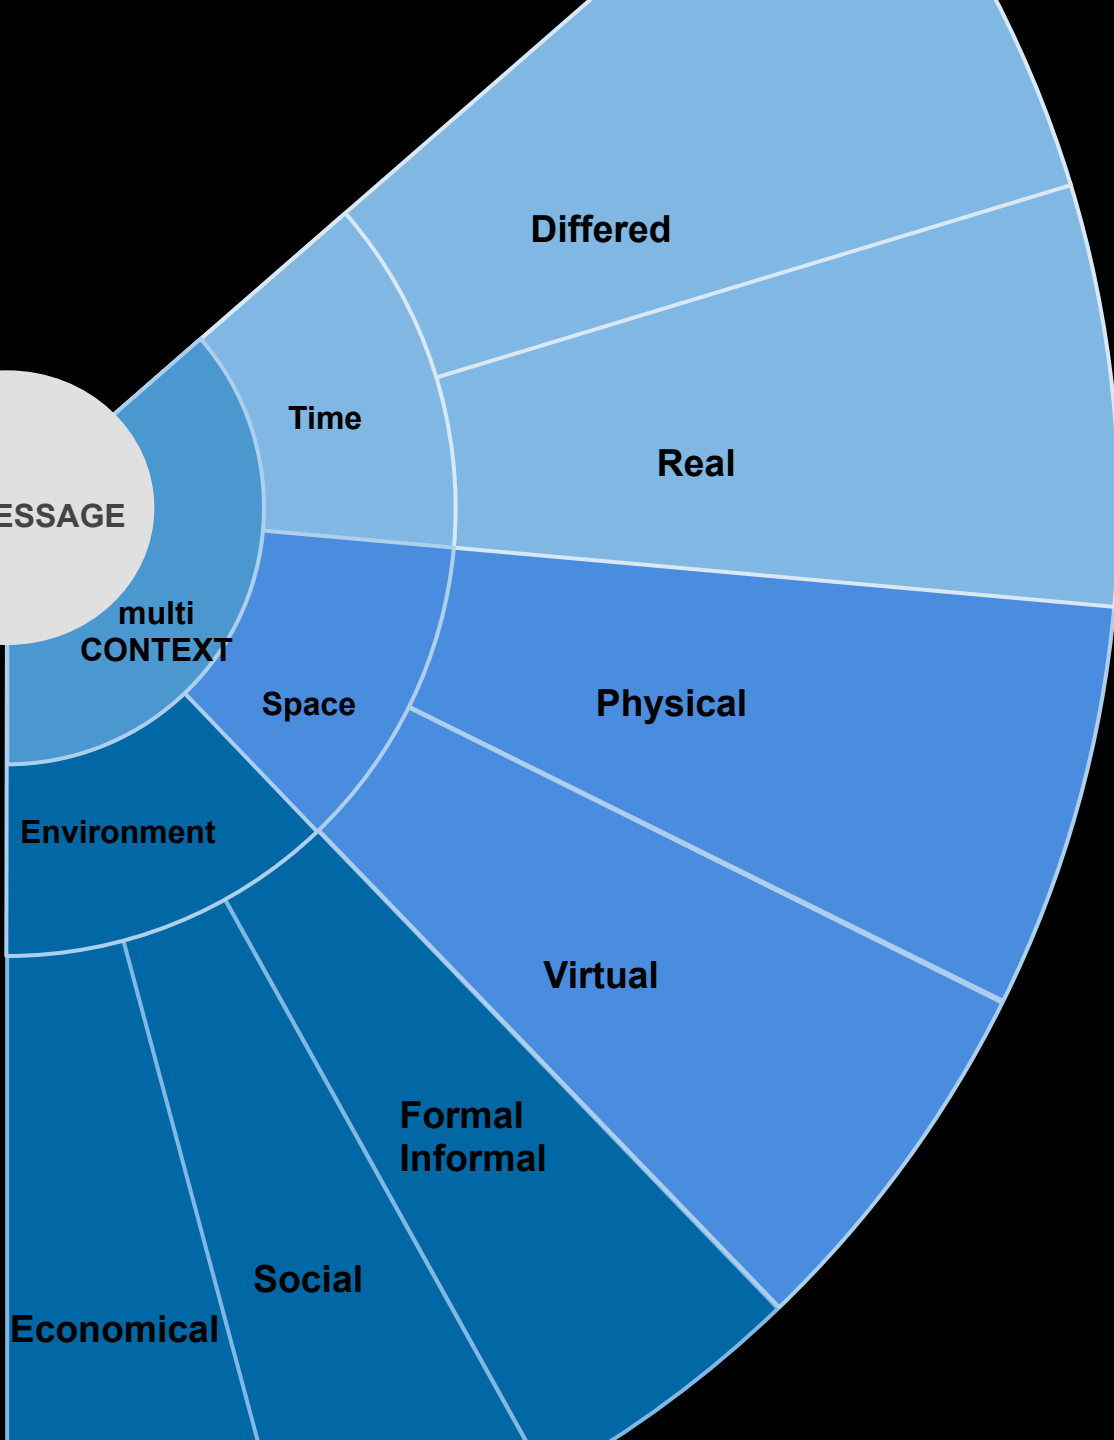 Differed
Time
Real
ESSAGE
multi
CONTEXT
Space
Physical
Environment
Virtual
Formal
Informal
Social
Economical